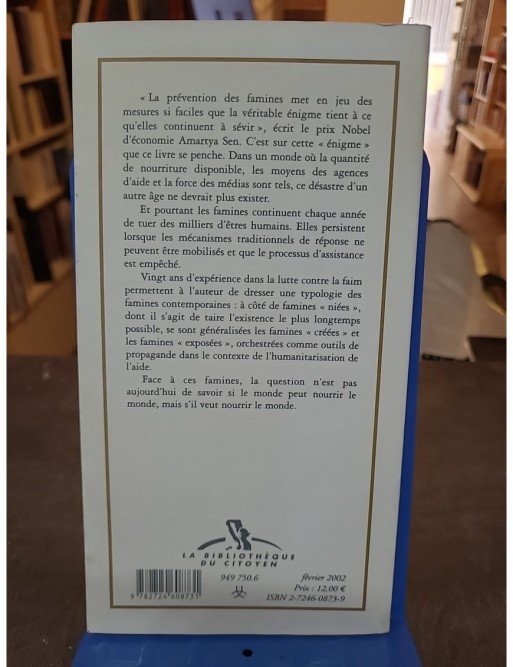 « La prévention des famines met en jeu des
mesures si faciles que la véritable énigme tient à ce
qu'elles continuent à sévir », écrit le prix Nobel
d'économie Amartya Sen. C'est sur cette « énigme »
que ce livre se penche. Dans un monde où la quantité
de nourriture disponible, les moyens des agences
d'aide et la force des médias sont tels, ce désastre d'un
autre âge ne devrait plus exister.
Et pourtant les famines continuent chaque année
de tuer des milliers d'êtres humains. Elles persistent
lorsque les mécanismes traditionnels de réponse ne
peuvent être mobilisés et que le processus d'assistance
est empêché.
Vingt ans d'expérience dans la lutte contre la faim
permettent à l'auteur de dresser une typologie des
famines contemporaines : à côté de famines « niées »,
dont il s'agit de taire l'existence le plus longtemps
possible, se sont généralisées les famines « créées » et
les famines « exposées », orchestrées comme outils de
propagande dans le contexte de l'humanitarisation de
l'aide.
Face à ces famines, la question n'est pas
aujourd'hui de savoir si le monde peut nourrir le
monde, mais s'il veut nourrir le monde.
LA BIBLIOTHÈQUE
DU CITOYEN
949 750.6
février 2002
Prix : 12,00 €
ISBN 2-7246-0873-9
9 782724 608731